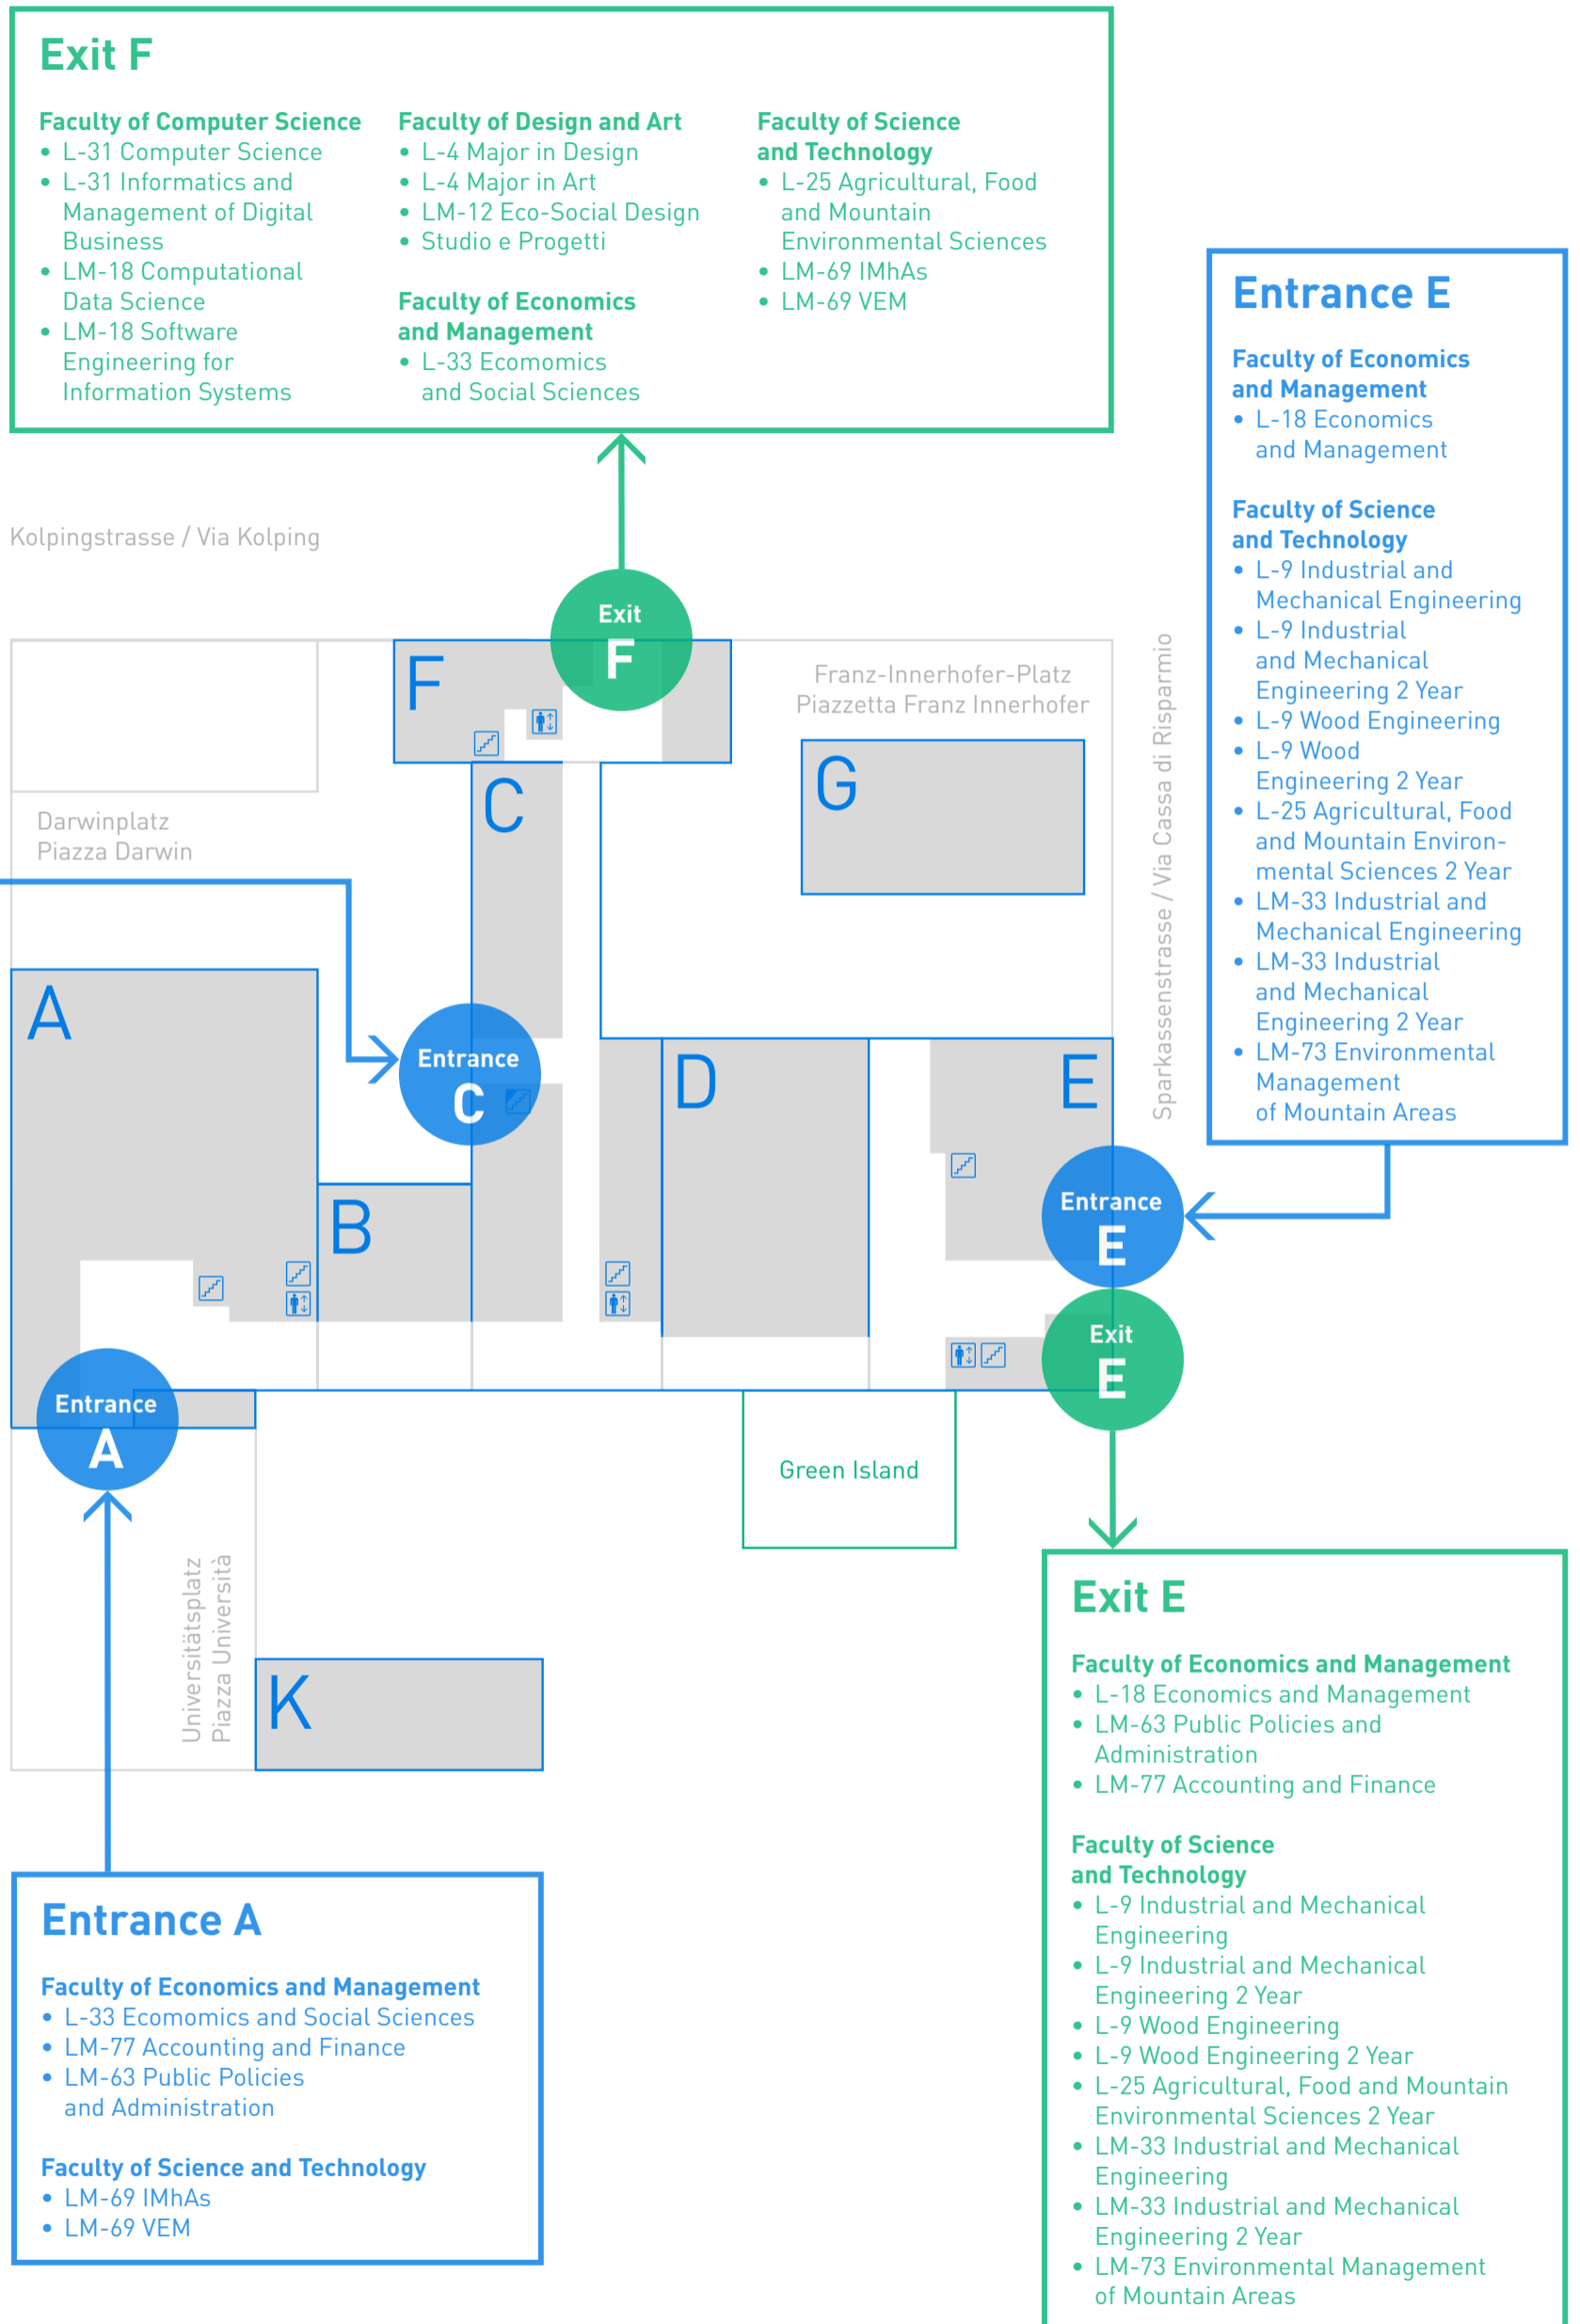 Exit F
Faculty of Computer Science
• L-31 Computer Science
• L-31 Informatics and
Management of Digital
Business
• LM-18 Computational
Data Science
• LM-18 Software
Engineering for
Information Systems
Faculty of Design and Art
• L-4 Major in Design
• L-4 Major in Art
• LM-12 Eco-Social Design
• Studio e Progetti
Faculty of Economics
and Management
• L-33 Ecomomics
and Social Sciences
Faculty of Science
and Technology
• L-25 Agricultural, Food
and Mountain
Environmental Sciences
• LM-69 IMhAs
• LM-69 VEM
Entrance E
Faculty of Economics
and Management
• L-18 Economics
and Management
Faculty of Science
and Technology
• L-9 Industrial and
Mechanical Engineering
• L-9 Industrial
and Mechanical
Engineering 2 Year
• L-9 Wood Engineering
• L-9 Wood
Engineering 2 Year
• L-25 Agricultural, Food
and Mountain Environ-
mental Sciences 2 Year
• LM-33 Industrial and
Mechanical Engineering
• LM-33 Industrial
and Mechanical
Engineering 2 Year
• LM-73 Environmental
Management
of Mountain Areas
Kolpingstrasse / Via Kolping
Exit
F
F
Franz-Innerhofer-Platz
Piazzetta Franz Innerhofer
Sparkassenstrasse / Via Cassa di Risparmio
G
C
Darwinplatz
Piazza Darwin
A
Entrance
C
D
E
B
Entrance
E
Exit
E
Entrance
A
Green Island
Universitätsplatz
Piazza Università
K
Exit E
Faculty of Economics and Management
• L-18 Economics and Management
• LM-63 Public Policies and
Administration
• LM-77 Accounting and Finance
Faculty of Science
and Technology
• L-9 Industrial and Mechanical
Engineering
• L-9 Industrial and Mechanical
Engineering 2 Year
• L-9 Wood Engineering
• L-9 Wood Engineering 2 Year
• L-25 Agricultural, Food and Mountain
Environmental Sciences 2 Year
• LM-33 Industrial and Mechanical
Engineering
• LM-33 Industrial and Mechanical
Engineering 2 Year
• LM-73 Environmental Management
of Mountain Areas
Entrance A
Faculty of Economics and Management
• L-33 Ecomomics and Social Sciences
• LM-77 Accounting and Finance
• LM-63 Public Policies
and Administration
Faculty of Science and Technology
• LM-69 IMhAs
• LM-69 VEM